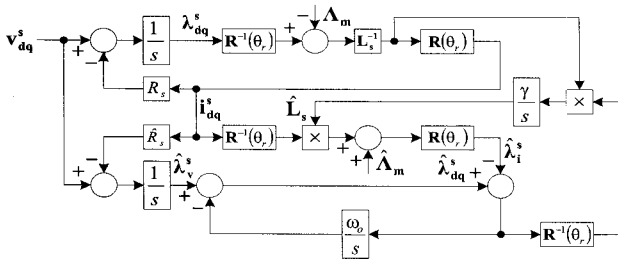 λ^s_dq
Λ_m
v^s_dq
+
−
1/s
R⁻¹(θ_r)
+
−
L_s⁻¹
R(θ_r)
R_s
i^s_dq
L̂_s
γ/s
×
R̂_s
R⁻¹(θ_r)
×
+
+
Λ̂_m
R(θ_r)
λ̂^s_i
−
+
−
1/s
λ̂^s_v
+
−
λ̂^s_dq
+
−
ω_o/s
R⁻¹(θ_r)